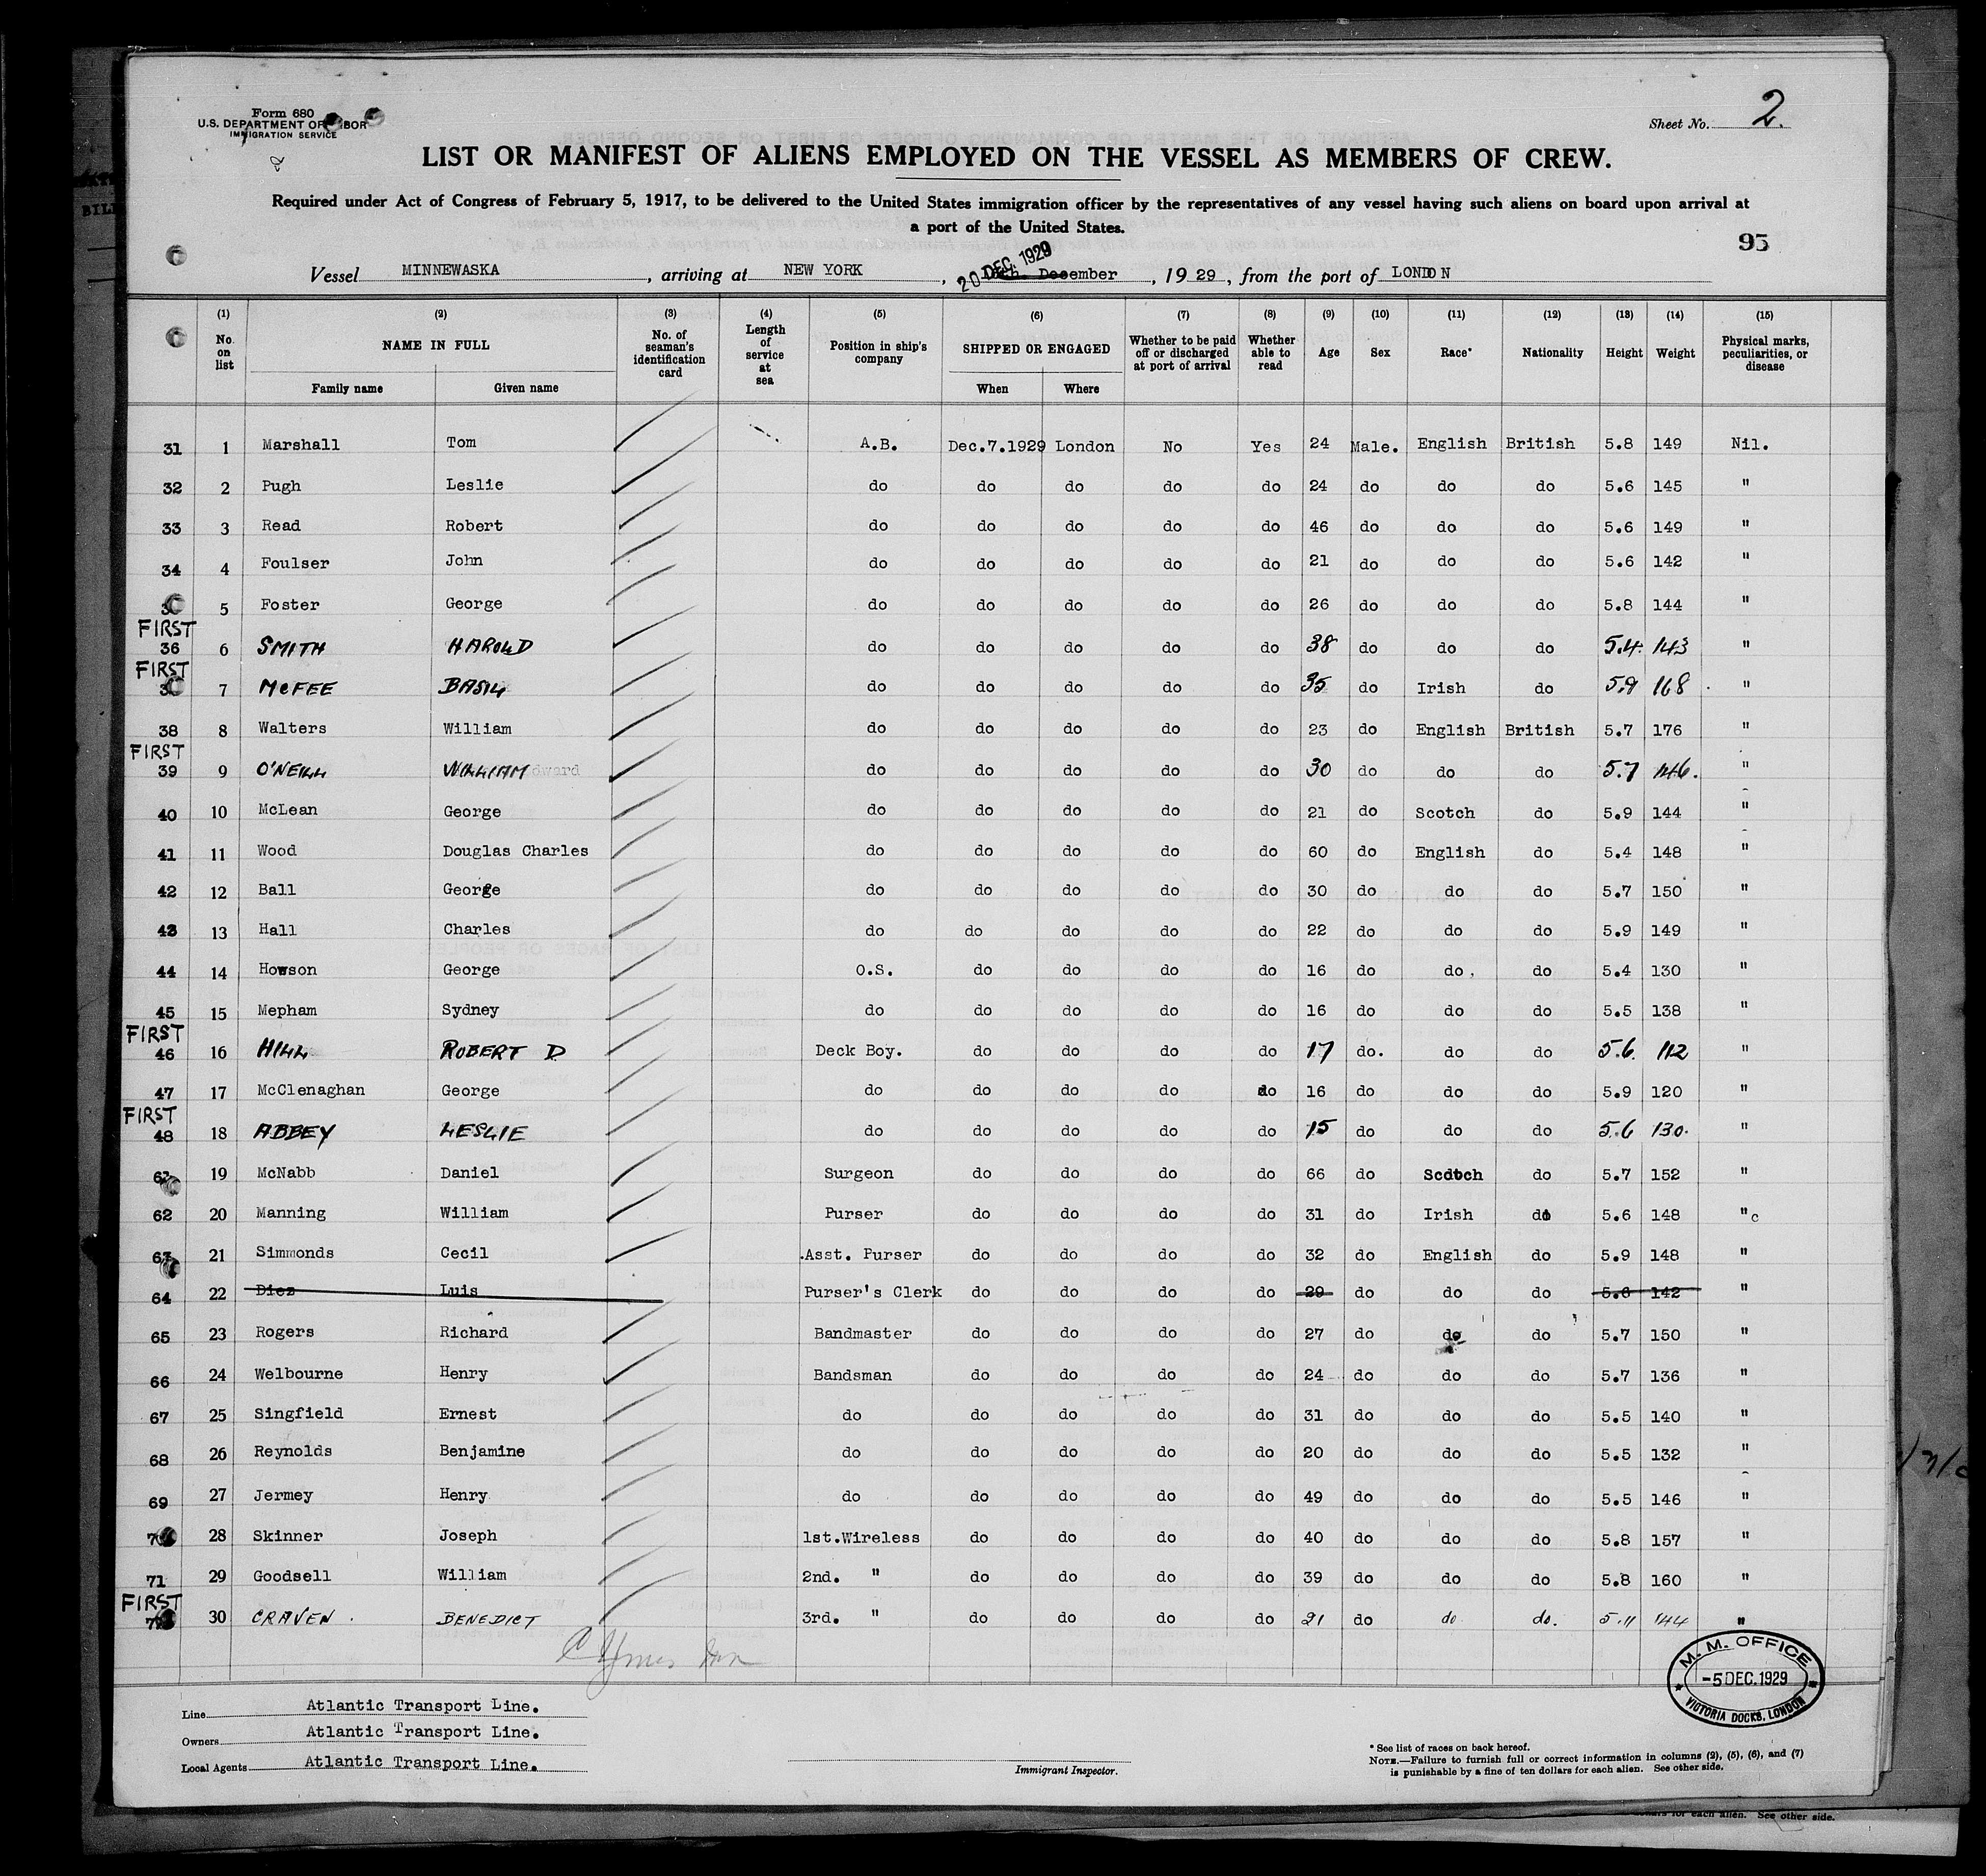 Form 680
U.S. DEPARTMENT OF LABOR
IMMIGRATION SERVICE
Sheet No. 2.
LIST OR MANIFEST OF ALIENS EMPLOYED ON THE VESSEL AS MEMBERS OF CREW.
Required under Act of Congress of February 5, 1917, to be delivered to the United States immigration officer by the representatives of any vessel having such aliens on board upon arrival at
a port of the United States.
95
Vessel MINNEWASKA, arriving at NEW YORK, 20 DEC. 1929 December, 1929, from the port of LONDON
(1) (2) (3) (4) (5) (6) (7) (8) (9) (10) (11) (12) (13) (14) (15)
No. on list NAME IN FULL Family name Given name No. of seaman's identification card Length of service at sea Position in ship's company SHIPPED OR ENGAGED When Where Whether to be paid off or discharged at port of arrival Whether able to read Age Sex Race* Nationality Height Weight Physical marks, peculiarities, or disease
31 1 Marshall Tom A.B. Dec.7.1929 London No Yes 24 Male. English British 5.8 149 Nil.
32 2 Pugh Leslie do do do do do 24 do do do 5.6 145 "
33 3 Read Robert do do do do do 46 do do do 5.6 149 "
34 4 Foulser John do do do do do 21 do do do 5.6 142 "
5 Foster George do do do do do 26 do do do 5.8 144 "
FIRST
36 6 SMITH HAROLD do do do do do 38 do do do 5.4 143 "
FIRST
7 McFEE BASIL do do do do do 35 do Irish do 5.9 168 "
38 8 Walters William do do do do do 23 do English British 5.7 176 "
FIRST
39 9 O'NEILL WILLIAM do do do do do 30 do do do 5.7 146. "
40 10 McLean George do do do do do 21 do Scotch do 5.9 144 "
41 11 Wood Douglas Charles do do do do do 60 do English do 5.4 148 "
42 12 Ball George do do do do do 30 do do do 5.7 150 "
43 13 Hall Charles do do do do do 22 do do do 5.9 149 "
44 14 Howson George O.S. do do do do 16 do do do 5.4 130 "
45 15 Mepham Sydney do do do do do 16 do do do 5.5 138 "
FIRST
46 16 HILL ROBERT D Deck Boy. do do do do 17 do. do do 5.6. 112 "
47 17 McClenaghan George do do do do do 16 do do do 5.9 120 "
FIRST
48 18 ABBEY LESLIE do do do do do 15 do do do 5.6 130. "
19 McNabb Daniel Surgeon do do do do 66 do Scotch do 5.7 152 "
62 20 Manning William Purser do do do do 31 do Irish do 5.6 148 "
63 21 Simmonds Cecil Asst. Purser do do do do 32 do English do 5.9 148 "
64 22 Diez Luis Purser's Clerk do do do do 29 do do do 5.6 142 "
65 23 Rogers Richard Bandmaster do do do do 27 do do do 5.7 150 "
66 24 Welbourne Henry Bandsman do do do do 24 do do do 5.7 136 "
67 25 Singfield Ernest do do do do do 31 do do do 5.5 140 "
68 26 Reynolds Benjamine do do do do do 20 do do do 5.5 132 "
69 27 Jermey Henry do do do do do 49 do do do 5.5 146 "
28 Skinner Joseph 1st.Wireless do do do do 40 do do do 5.8 157 "
71 29 Goodsell William 2nd. " do do do do 39 do do do 5.8 160 "
FIRST
30 CRAVEN. BENEDICT 3rd. " do do do do 21 do do do. 5.11 144 "
M. M. OFFICE
-5 DEC. 1929
VICTORIA DOCKS, LONDON
Line Atlantic Transport Line.
Owners Atlantic Transport Line.
Local Agents Atlantic Transport Line.
Immigrant Inspector.
* See list of races on back hereof.
NOTE.—Failure to furnish full or correct information in columns (2), (5), (6), and (7)
is punishable by a fine of ten dollars for each alien. See other side.
for each alien. See other side.